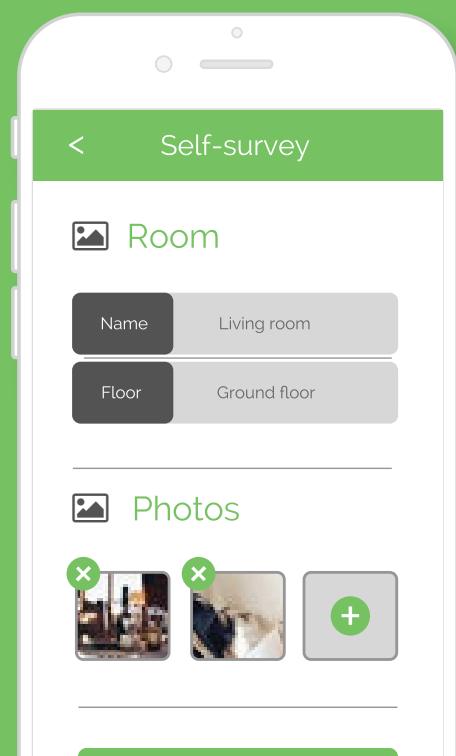 < Self-survey
Room
Name Living room
Floor Ground floor
Photos